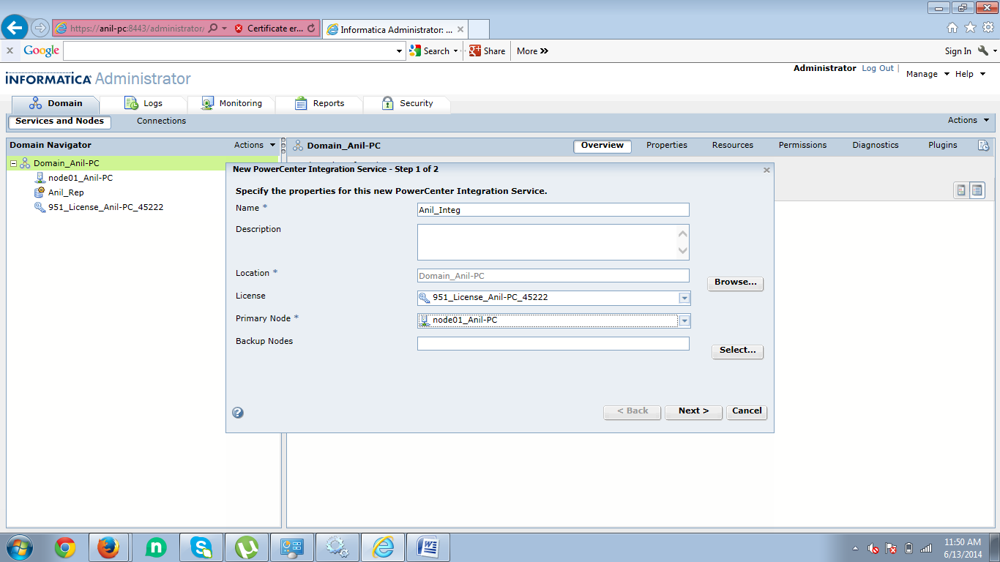 https://anil-pc:8443/administrator/
Certificate er...
Informatica Administrator: ...
x Google Search Share More »
Sign In
INFORMATICA Administrator
Administrator Log Out | Manage Help
Domain Logs Monitoring Reports Security
Services and Nodes Connections Actions
Domain Navigator Actions
Domain_Anil-PC Overview Properties Resources Permissions Diagnostics Plugins
Domain_Anil-PC
node01_Anil-PC
Anil_Rep
951_License_Anil-PC_45222
New PowerCenter Integration Service - Step 1 of 2
Specify the properties for this new PowerCenter Integration Service.
Name * Anil_Integ
Description
Location * Domain_Anil-PC Browse...
License 951_License_Anil-PC_45222
Primary Node * node01_Anil-PC
Backup Nodes Select...
< Back Next > Cancel
11:50 AM
6/13/2014